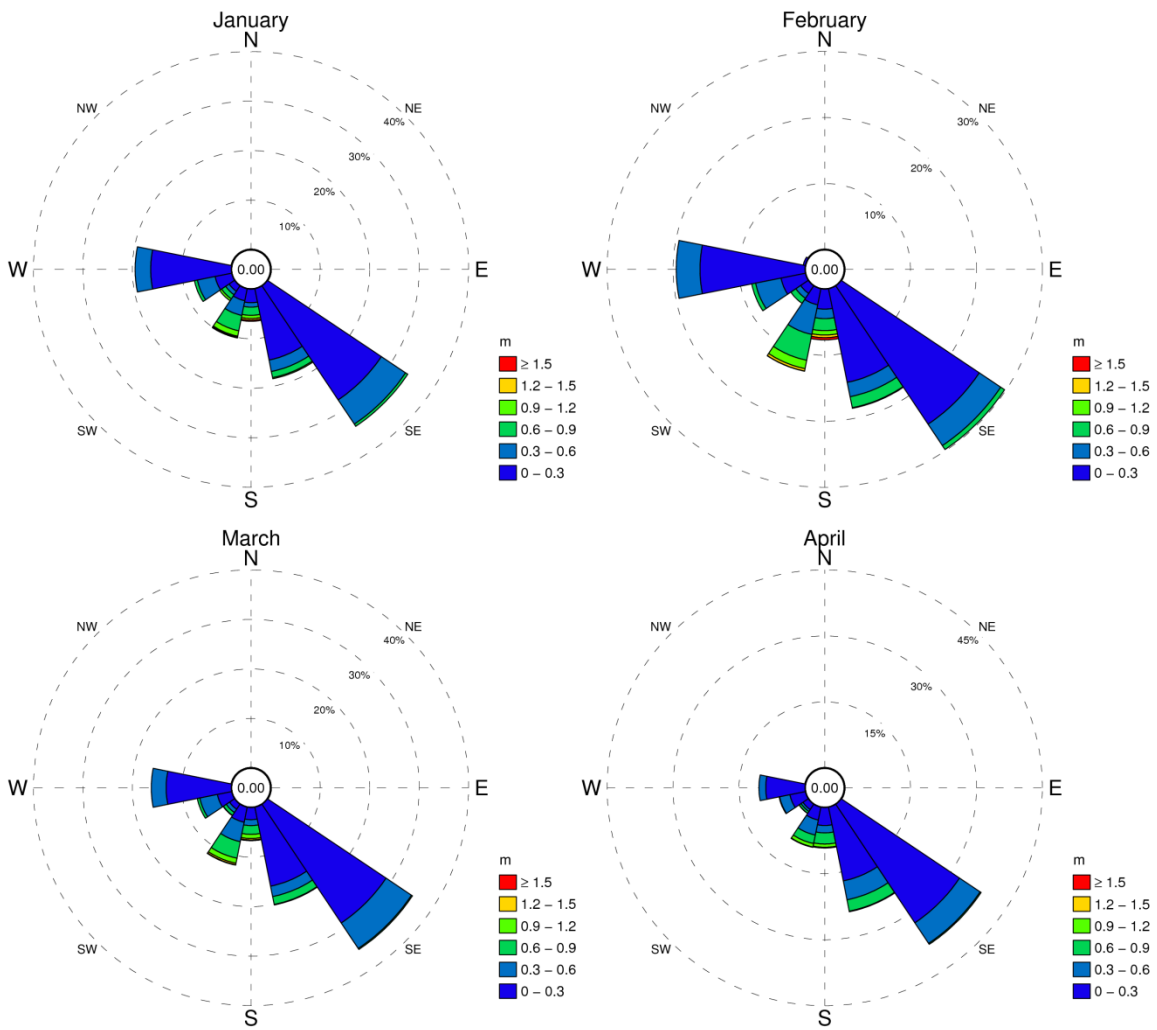 January
N
NW
NE
40%
30%
20%
10%
W
0.00
E
SW
SE
S
m
≥ 1.5
1.2 – 1.5
0.9 – 1.2
0.6 – 0.9
0.3 – 0.6
0 – 0.3
February
N
NW
NE
30%
20%
10%
W
0.00
E
SW
SE
S
m
≥ 1.5
1.2 – 1.5
0.9 – 1.2
0.6 – 0.9
0.3 – 0.6
0 – 0.3
March
N
NW
NE
40%
30%
20%
10%
W
0.00
E
SW
SE
S
m
≥ 1.5
1.2 – 1.5
0.9 – 1.2
0.6 – 0.9
0.3 – 0.6
0 – 0.3
April
N
NW
NE
45%
30%
15%
W
0.00
E
SW
SE
S
m
≥ 1.5
1.2 – 1.5
0.9 – 1.2
0.6 – 0.9
0.3 – 0.6
0 – 0.3